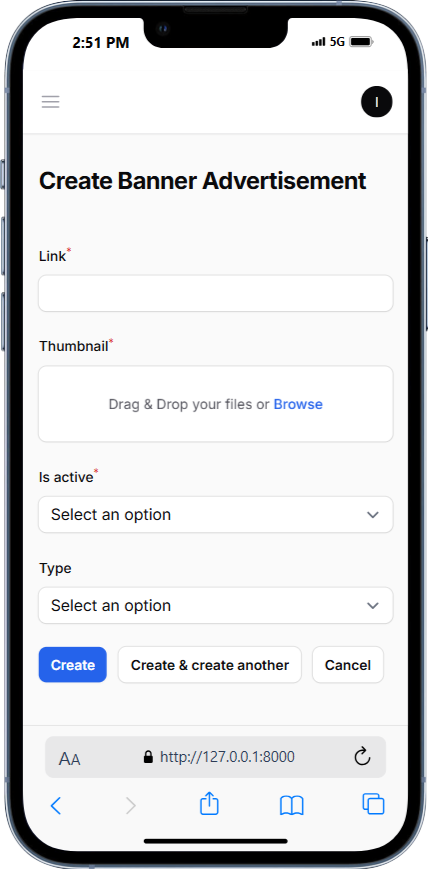 2:51 PM
5G
I
Create Banner Advertisement
Link*
Thumbnail*
Drag & Drop your files or Browse
Is active*
Select an option
Type
Select an option
Create
Create & create another
Cancel
AA
http://127.0.0.1:8000